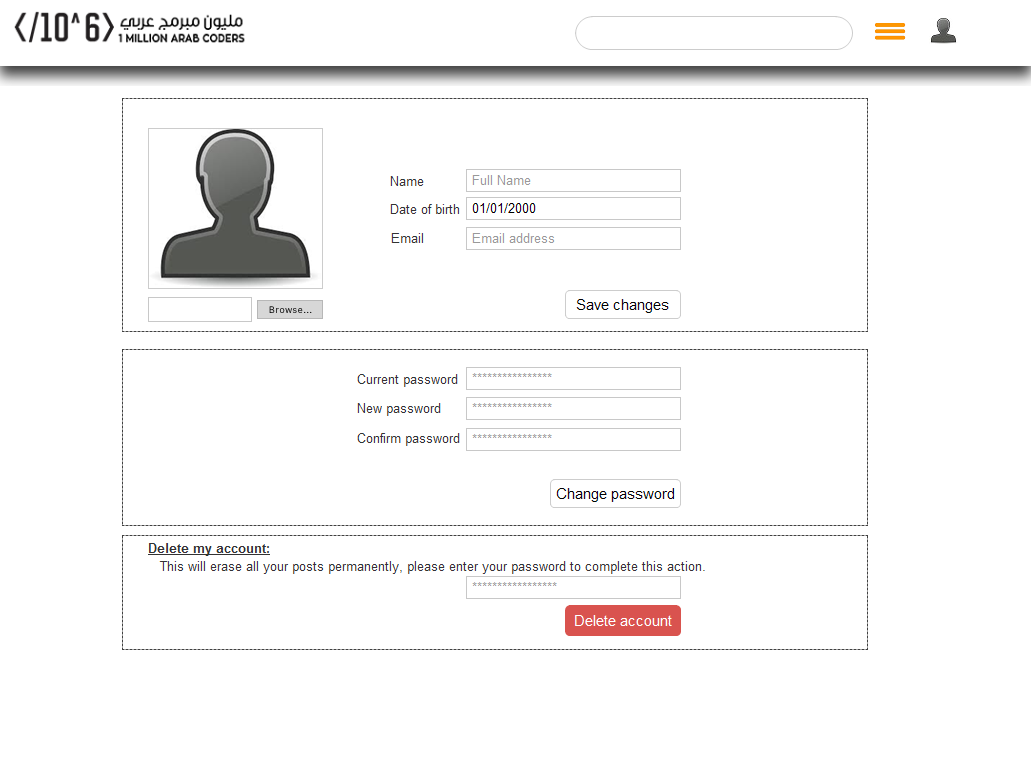 </10^6> مليون مبرمج عربي
1 MILLION ARAB CODERS
Name Full Name
Date of birth 01/01/2000
Email Email address
Browse...
Save changes
Current password ****************
New password ****************
Confirm password ****************
Change password
Delete my account:
This will erase all your posts permanently, please enter your password to complete this action.
*****************
Delete account